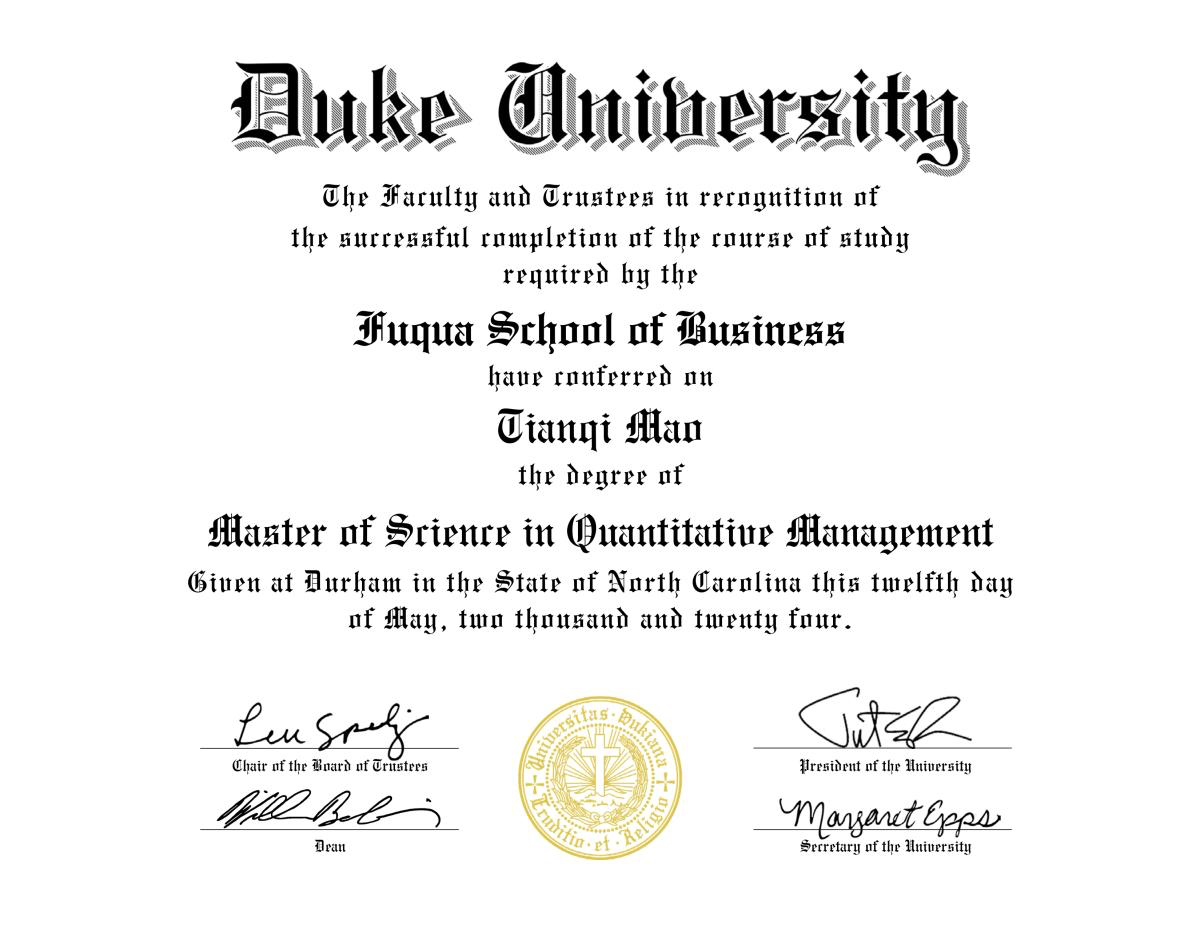 Duke University
The Faculty and Trustees in recognition of
the successful completion of the course of study
required by the
Fuqua School of Business
have conferred on
Tianqi Mao
the degree of
Master of Science in Quantitative Management
Given at Durham in the State of North Carolina this twelfth day
of May, two thousand and twenty four.
Chair of the Board of Trustees
President of the University
Margaret Epps
Dean
Secretary of the University
Universitas · Dukiana
Eruditio · et · Religio